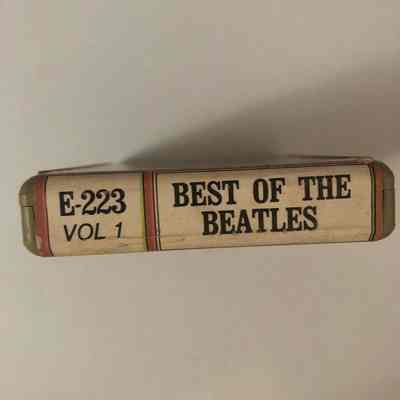 E-223
VOL 1
BEST OF THE
BEATLES